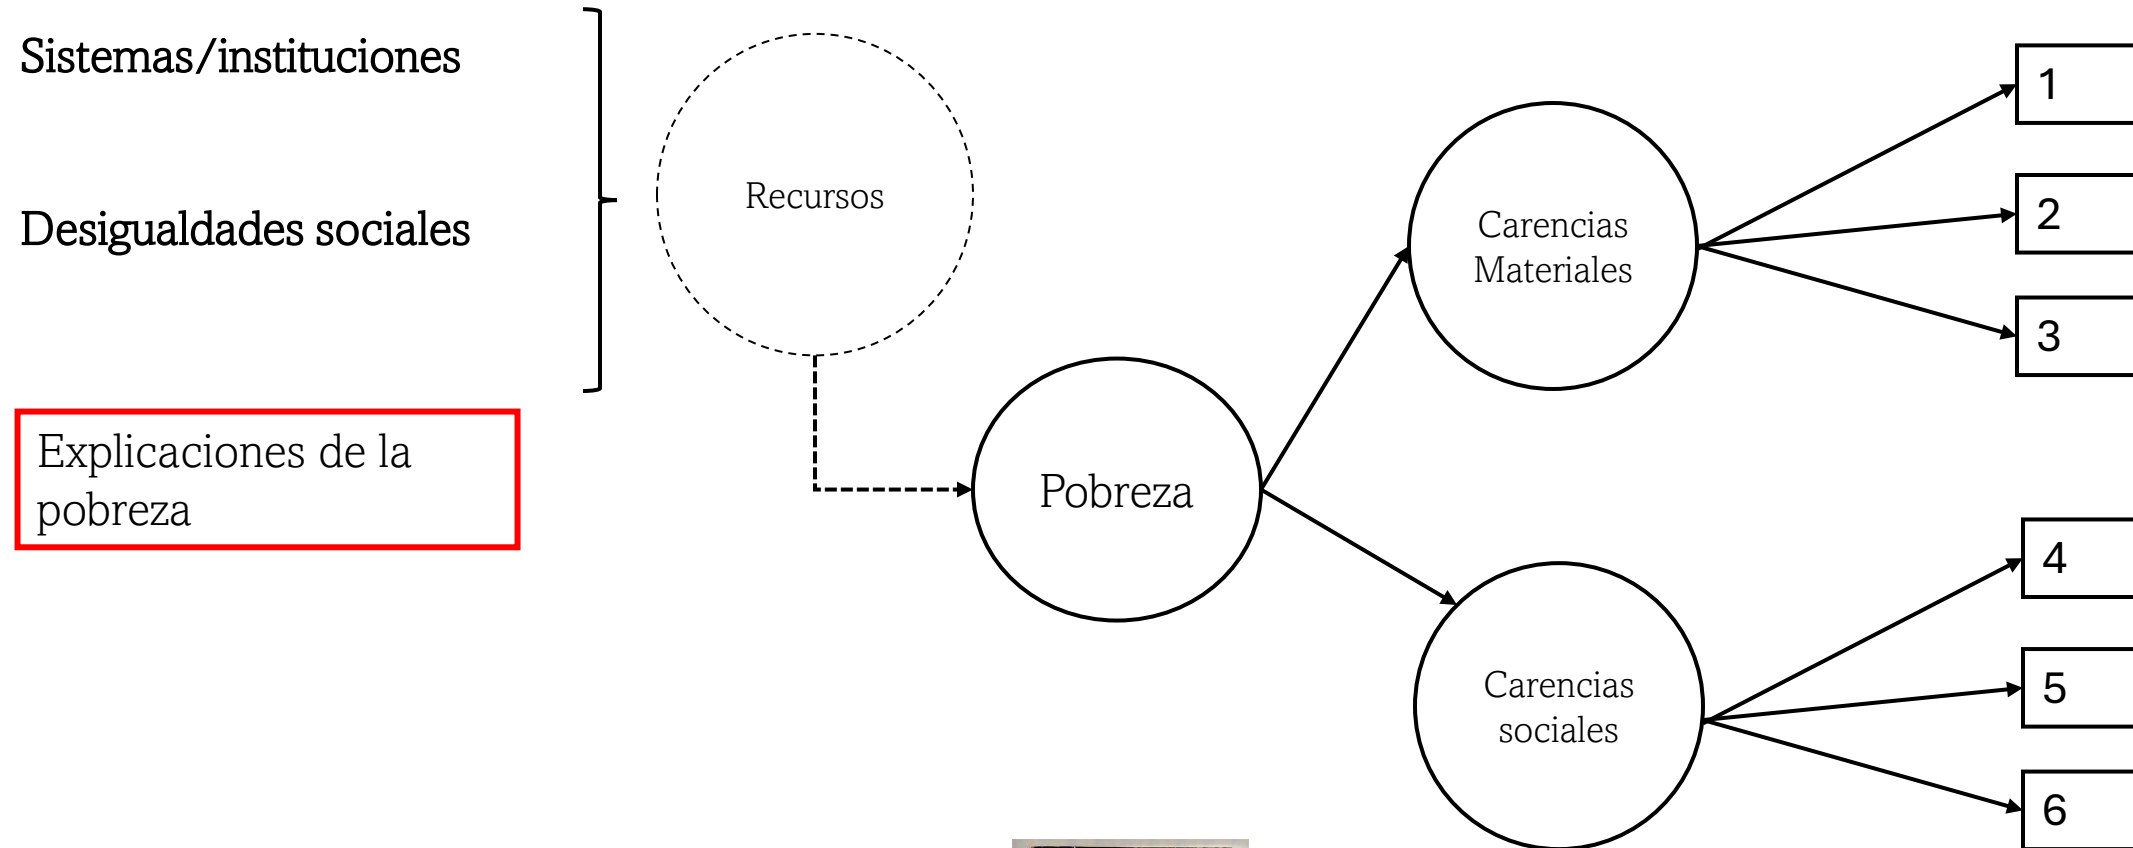 Sistemas/instituciones
Desigualdades sociales
Explicaciones de la
pobreza
Recursos
Pobreza
Carencias
Materiales
Carencias
sociales
1
2
3
4
5
6